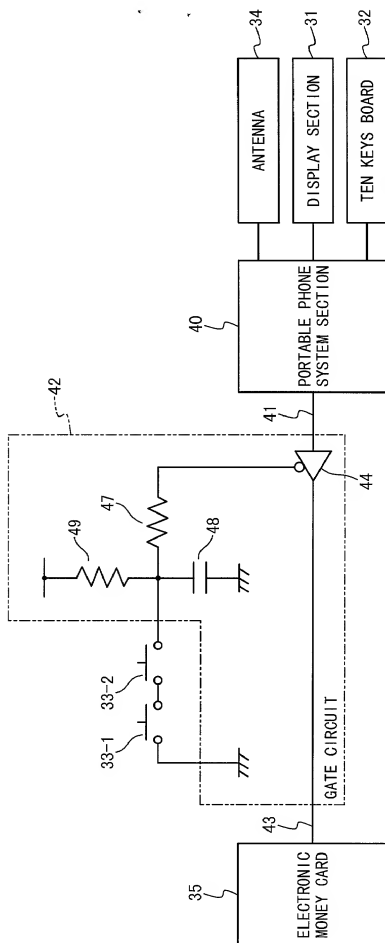 34
ANTENNA
31
DISPLAY SECTION
32
TEN KEYS BOARD
40
PORTABLE PHONE
SYSTEM SECTION
41
42
44
47
49
48
33-2
33-1
GATE CIRCUIT
43
35
ELECTRONIC
MONEY CARD